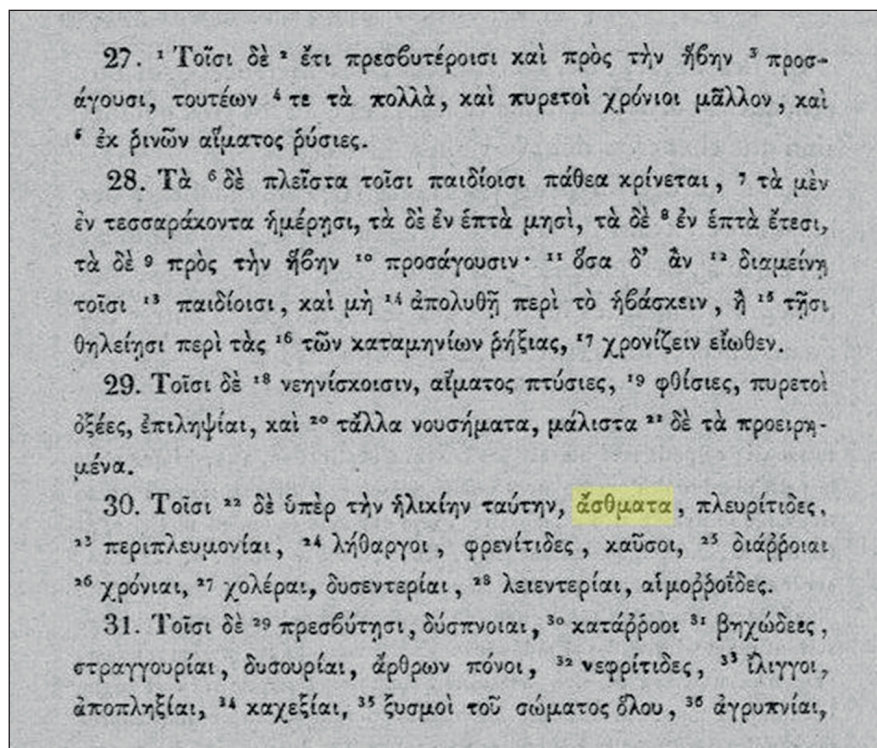 27. ¹ Τοῖσι δὲ ² ἔτι πρεσϐυτέροισι καὶ πρὸς τὴν ἥϐην ³ προσ-
άγουσι, τουτέων ⁴ τε τὰ πολλὰ, καὶ πυρετοὶ χρόνιοι μᾶλλον, καὶ
⁵ ἐκ ῥινῶν αἵματος ῥύσιες.
28. Τὰ ⁶ δὲ πλεῖστα τοῖσι παιδίοισι πάθεα κρίνεται, ⁷ τὰ μὲν
ἐν τεσσαράκοντα ἡμέρῃσι, τὰ δὲ ἐν ἑπτὰ μησὶ, τὰ δὲ ⁸ ἐν ἑπτὰ ἔτεσι,
τὰ δὲ ⁹ πρὸς τὴν ἥϐην ¹⁰ προσάγουσιν· ¹¹ ὅσα δ’ ἂν ¹² διαμείνῃ
τοῖσι ¹³ παιδίοισι, καὶ μὴ ¹⁴ ἀπολυθῇ περὶ τὸ ἡϐάσκειν, ἢ ¹⁵ τῇσι
θηλείῃσι περὶ τὰς ¹⁶ τῶν καταμηνίων ῥήξιας, ¹⁷ χρονίζειν εἴωθεν.
29. Τοῖσι δὲ ¹⁸ νεηνίσκοισιν, αἵματος πτύσιες, ¹⁹ φθίσιες, πυρετοὶ
ὀξέες, ἐπιληψίαι, καὶ ²⁰ τἄλλα νουσήματα, μάλιστα ²¹ δὲ τὰ προειρη-
μένα.
30. Τοῖσι ²² δὲ ὑπὲρ τὴν ἡλικίην ταύτην, ἄσθματα, πλευρίτιδες,
²³ περιπλευμονίαι, ²⁴ λήθαργοι, φρενίτιδες, καῦσοι, ²⁵ διάῤῥοιαι
²⁶ χρόνιαι, ²⁷ χολέραι, δυσεντερίαι, ²⁸ λειεντερίαι, αἱμοῤῥοΐδες.
31. Τοῖσι δὲ ²⁹ πρεσϐύτῃσι, δύσπνοιαι, ³⁰ κατάῤῥοοι ³¹ βηχώδεες,
στραγγουρίαι, δυσουρίαι, ἄρθρων πόνοι, ³² νεφρίτιδες, ³³ ἴλιγγοι,
ἀποπληξίαι, ³⁴ καχεξίαι, ³⁵ ξυσμοὶ τοῦ σώματος ὅλου, ³⁶ ἀγρυπνίαι,